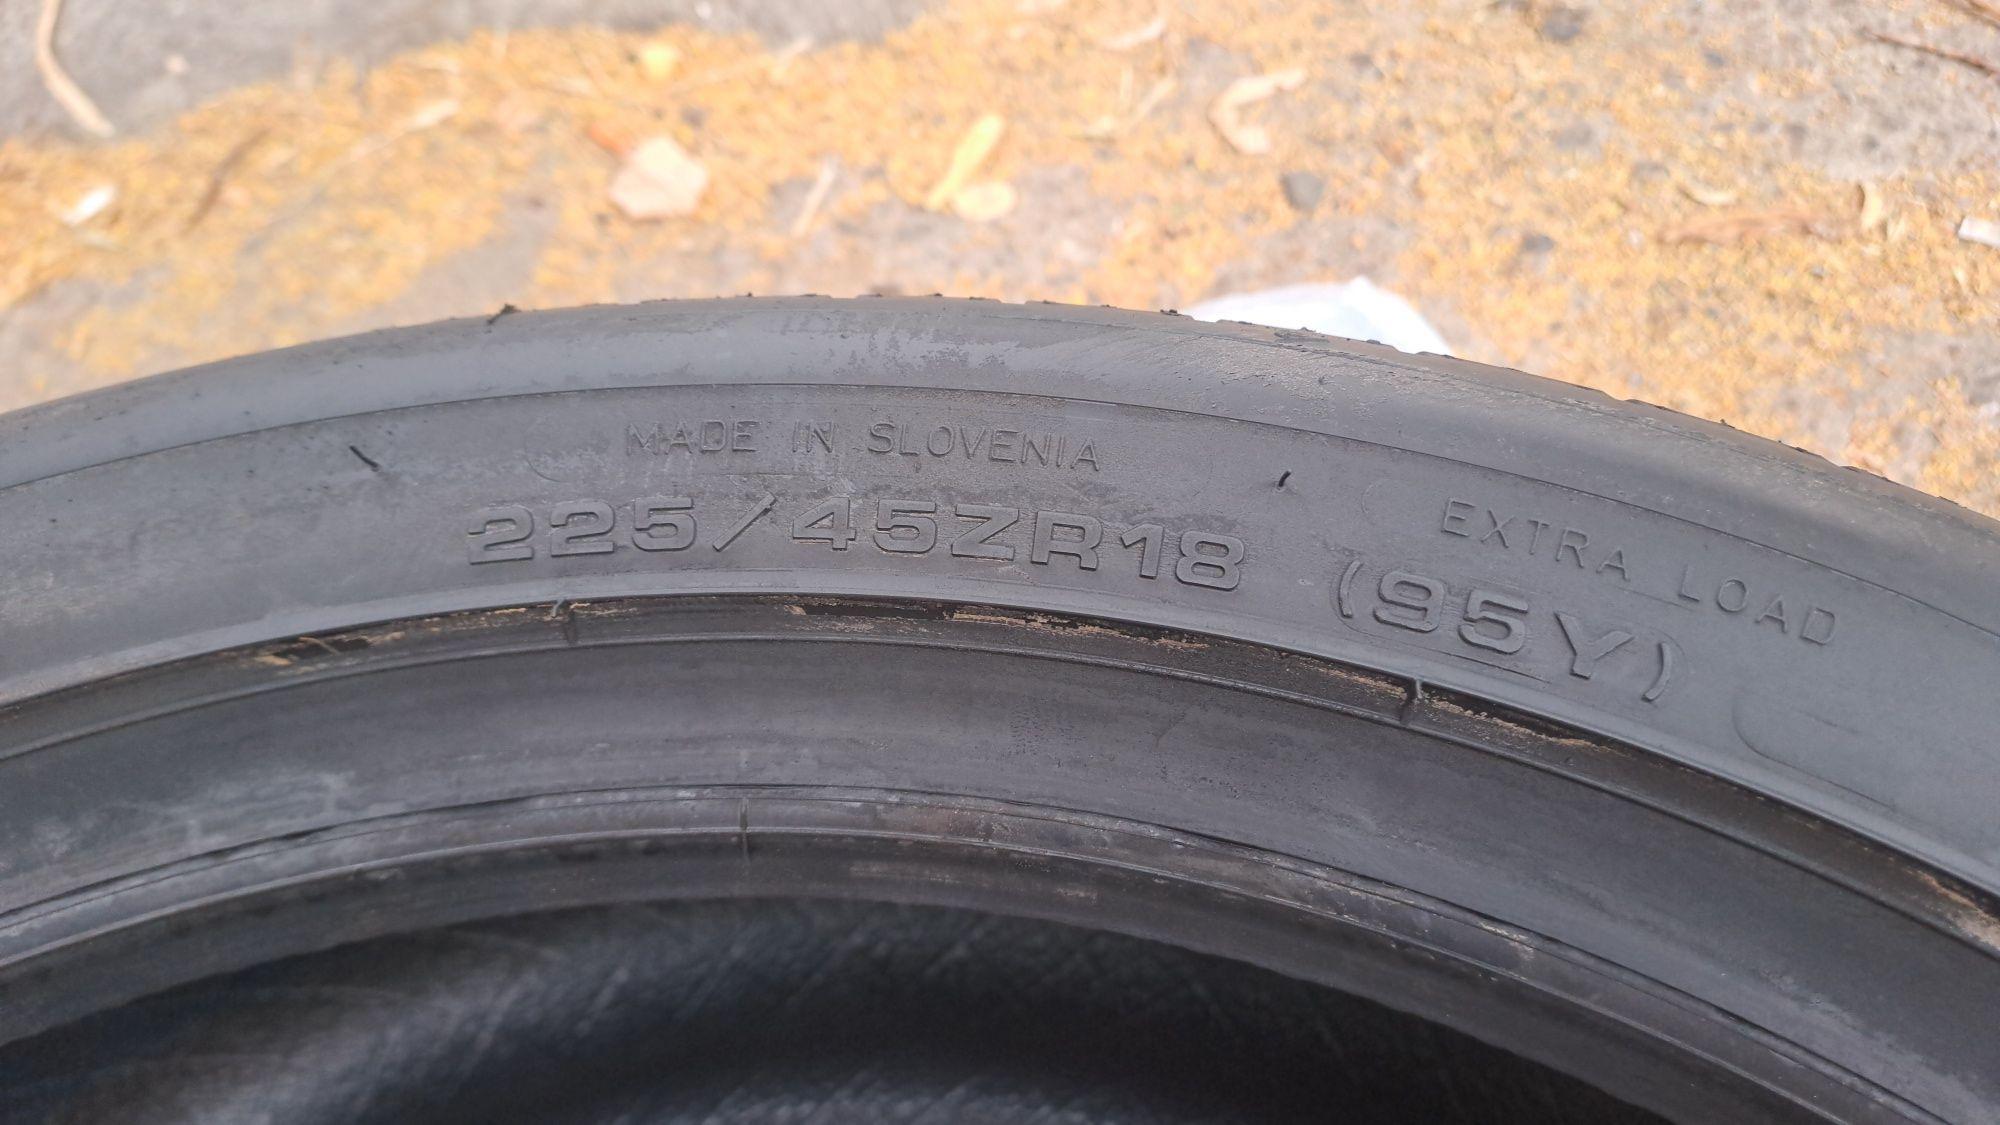 MADE IN SLOVENIA
225/45ZR18 (95Y)
EXTRA LOAD